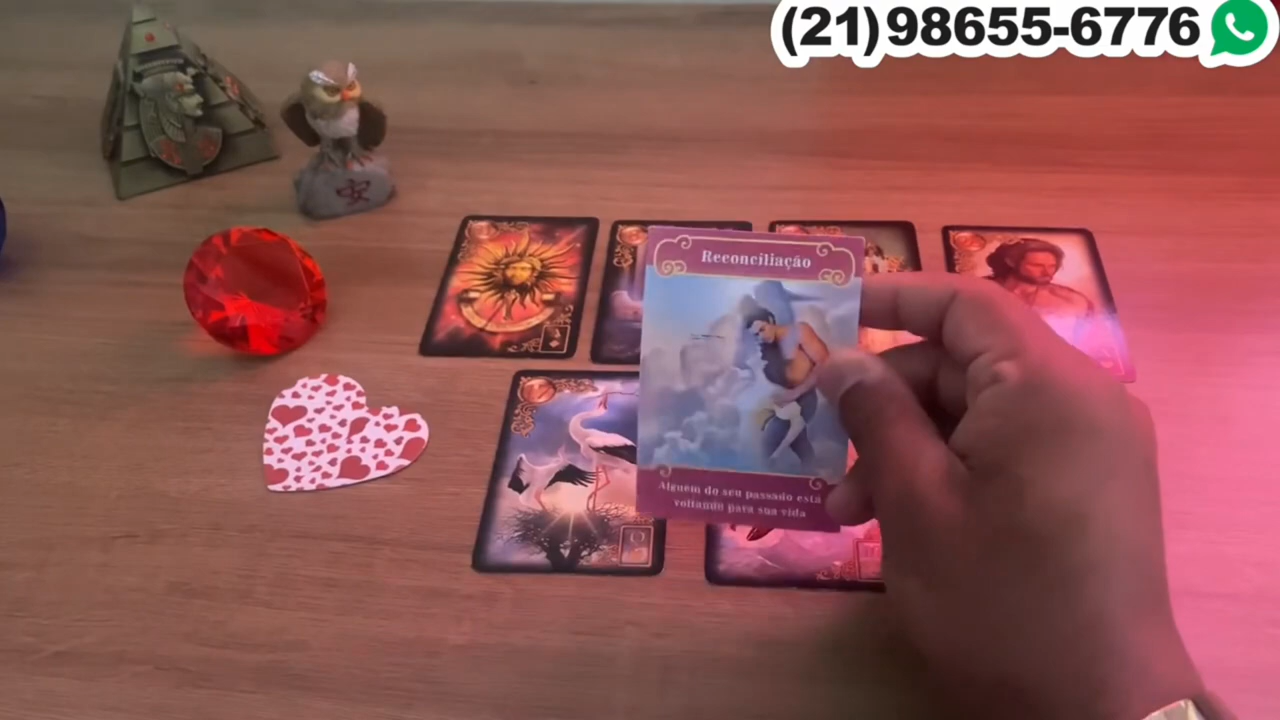 (21)98655-6776
Reconciliação
Alguem do seu passado está
voltando para sua vida